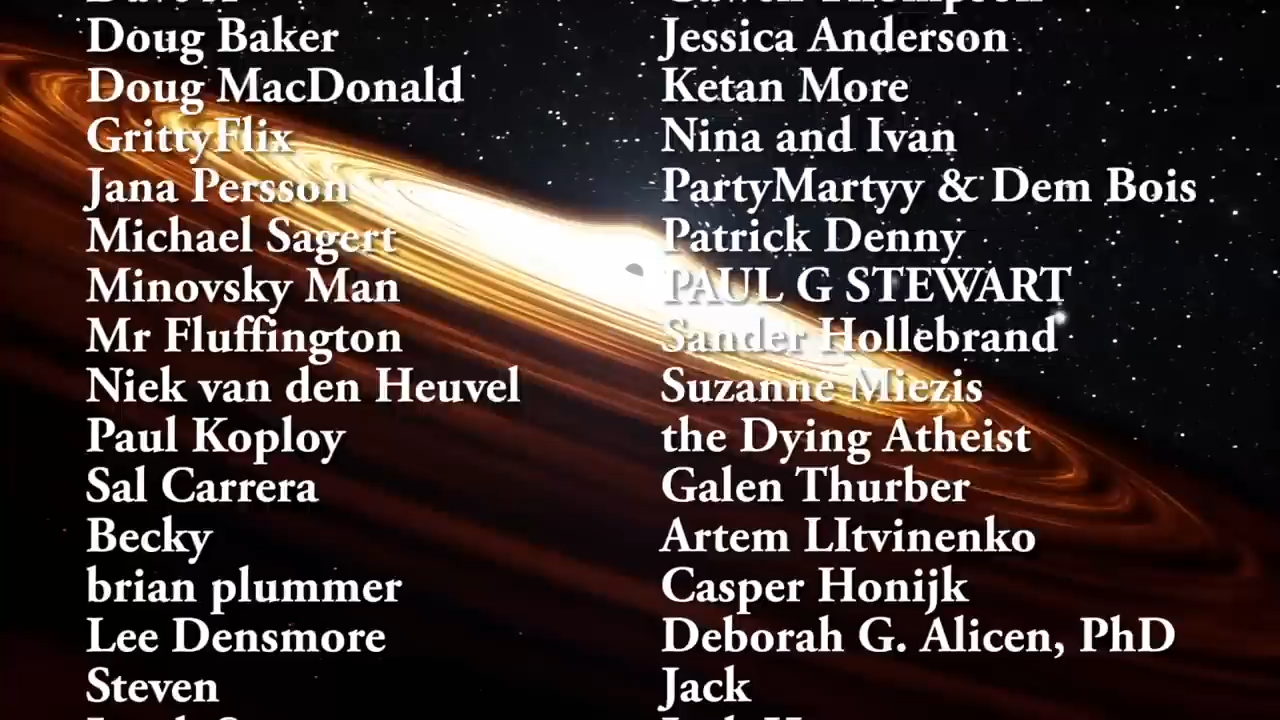 Doug Baker
Doug MacDonald
GrittyFlix
Jana Persson
Michael Sagert
Minovsky Man
Mr Fluffington
Niek van den Heuvel
Paul Koploy
Sal Carrera
Becky
brian plummer
Lee Densmore
Steven
Jessica Anderson
Ketan More
Nina and Ivan
PartyMartyy & Dem Bois
Patrick Denny
PAUL G STEWART
Sander Hollebrand
Suzanne Miezis
the Dying Atheist
Galen Thurber
Artem LItvinenko
Casper Honijk
Deborah G. Alicen, PhD
Jack